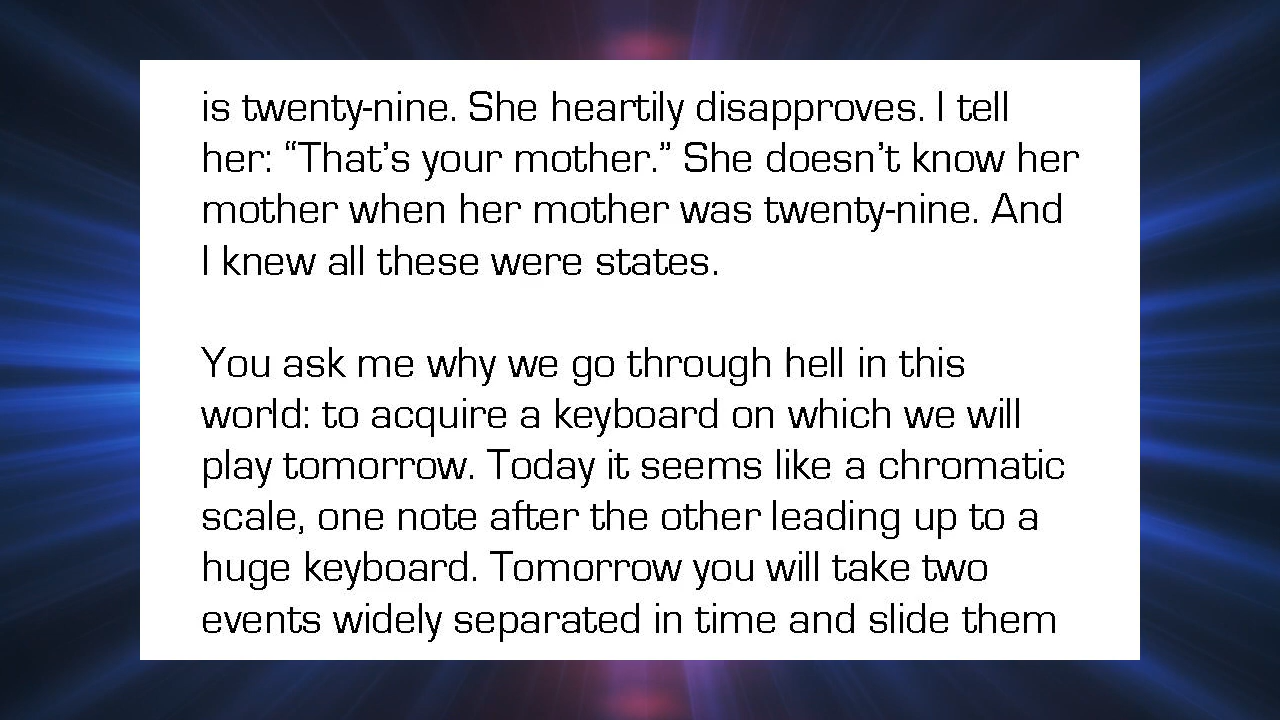 is twenty-nine. She heartily disapproves. I tell
her: “That’s your mother.” She doesn’t know her
mother when her mother was twenty-nine. And
I knew all these were states.
You ask me why we go through hell in this
world: to acquire a keyboard on which we will
play tomorrow. Today it seems like a chromatic
scale, one note after the other leading up to a
huge keyboard. Tomorrow you will take two
events widely separated in time and slide them